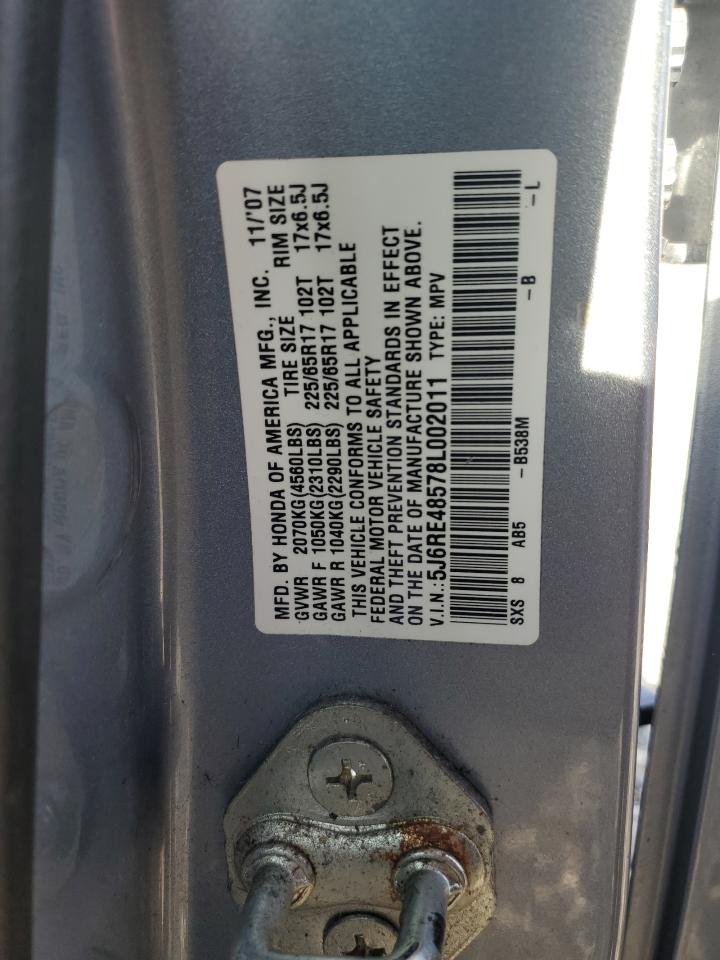 MFD. BY HONDA OF AMERICA MFG., INC. 11/'07
GVWR 2070KG(4560LBS) TIRE SIZE RIM SIZE
GAWR F 1050KG(2310LBS) 225/65R17 102T 17x6.5J
GAWR R 1040KG(2290LBS) 225/65R17 102T 17x6.5J
THIS VEHICLE CONFORMS TO ALL APPLICABLE
FEDERAL MOTOR VEHICLE SAFETY
AND THEFT PREVENTION STANDARDS IN EFFECT
ON THE DATE OF MANUFACTURE SHOWN ABOVE.
V.I.N.: 5J6RE48578L002011 TYPE: MPV
SXS 8 AB5 -B538M -B -L